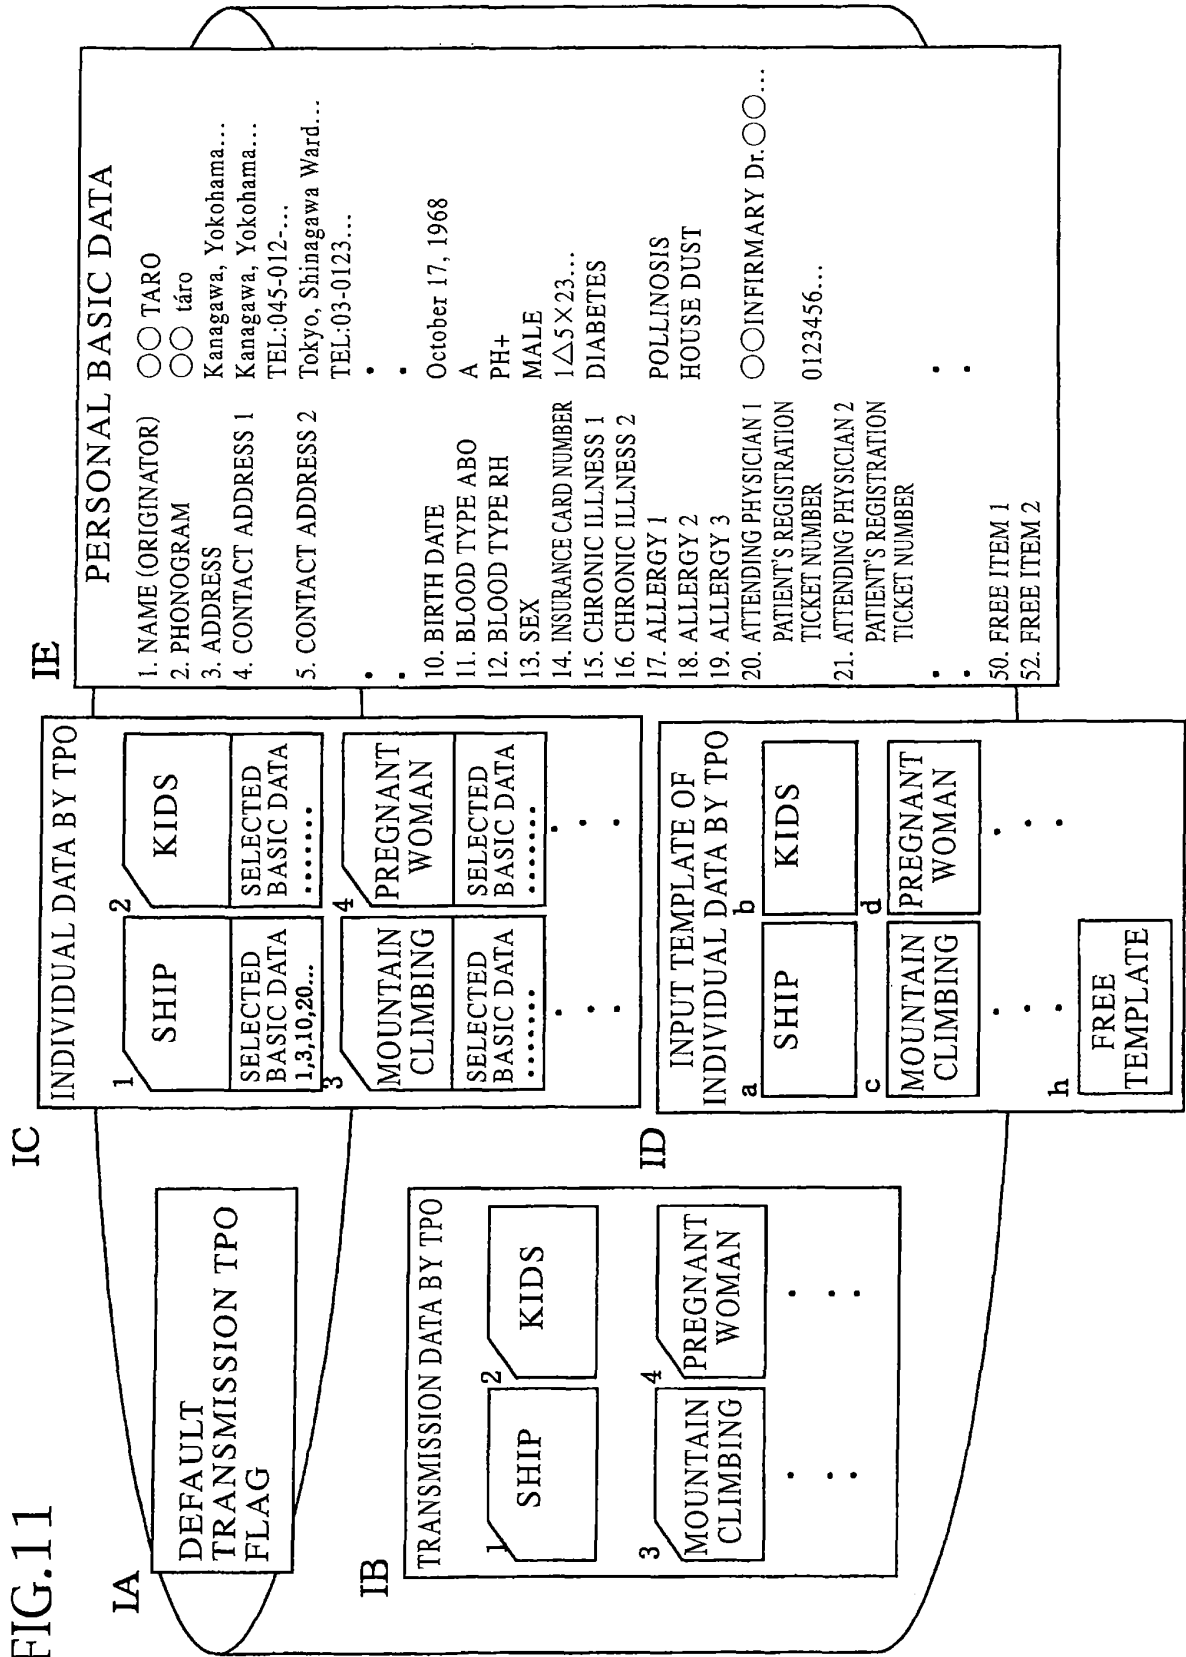 FIG.11
IA
DEFAULT
TRANSMISSION TPO
FLAG
IB
TRANSMISSION DATA BY TPO
1
SHIP
2
KIDS
3
MOUNTAIN
CLIMBING
4
PREGNANT
WOMAN
IC
INDIVIDUAL DATA BY TPO
1
SHIP
SELECTED
BASIC DATA
1,3,10,20...
2
KIDS
SELECTED
BASIC DATA
.......
3
MOUNTAIN
CLIMBING
SELECTED
BASIC DATA
.......
4
PREGNANT
WOMAN
SELECTED
BASIC DATA
.......
ID
INPUT TEMPLATE OF
INDIVIDUAL DATA BY TPO
a
SHIP
b
KIDS
c
MOUNTAIN
CLIMBING
d
PREGNANT
WOMAN
h
FREE
TEMPLATE
IE
PERSONAL BASIC DATA
1. NAME (ORIGINATOR) ○○ TARO
2. PHONOGRAM ○○ táro
3. ADDRESS Kanagawa, Yokohama...
4. CONTACT ADDRESS 1 Kanagawa, Yokohama...
TEL:045-012-...
5. CONTACT ADDRESS 2 Tokyo, Shinagawa Ward...
TEL:03-0123...
10. BIRTH DATE October 17, 1968
11. BLOOD TYPE ABO A
12. BLOOD TYPE RH PH+
13. SEX MALE
14. INSURANCE CARD NUMBER 1△5×23...
15. CHRONIC ILLNESS 1 DIABETES
16. CHRONIC ILLNESS 2
17. ALLERGY 1 POLLINOSIS
18. ALLERGY 2 HOUSE DUST
19. ALLERGY 3
20. ATTENDING PHYSICIAN 1 ○○INFIRMARY Dr.○○...
PATIENT'S REGISTRATION
TICKET NUMBER 0123456...
21. ATTENDING PHYSICIAN 2
PATIENT'S REGISTRATION
TICKET NUMBER
50. FREE ITEM 1
52. FREE ITEM 2